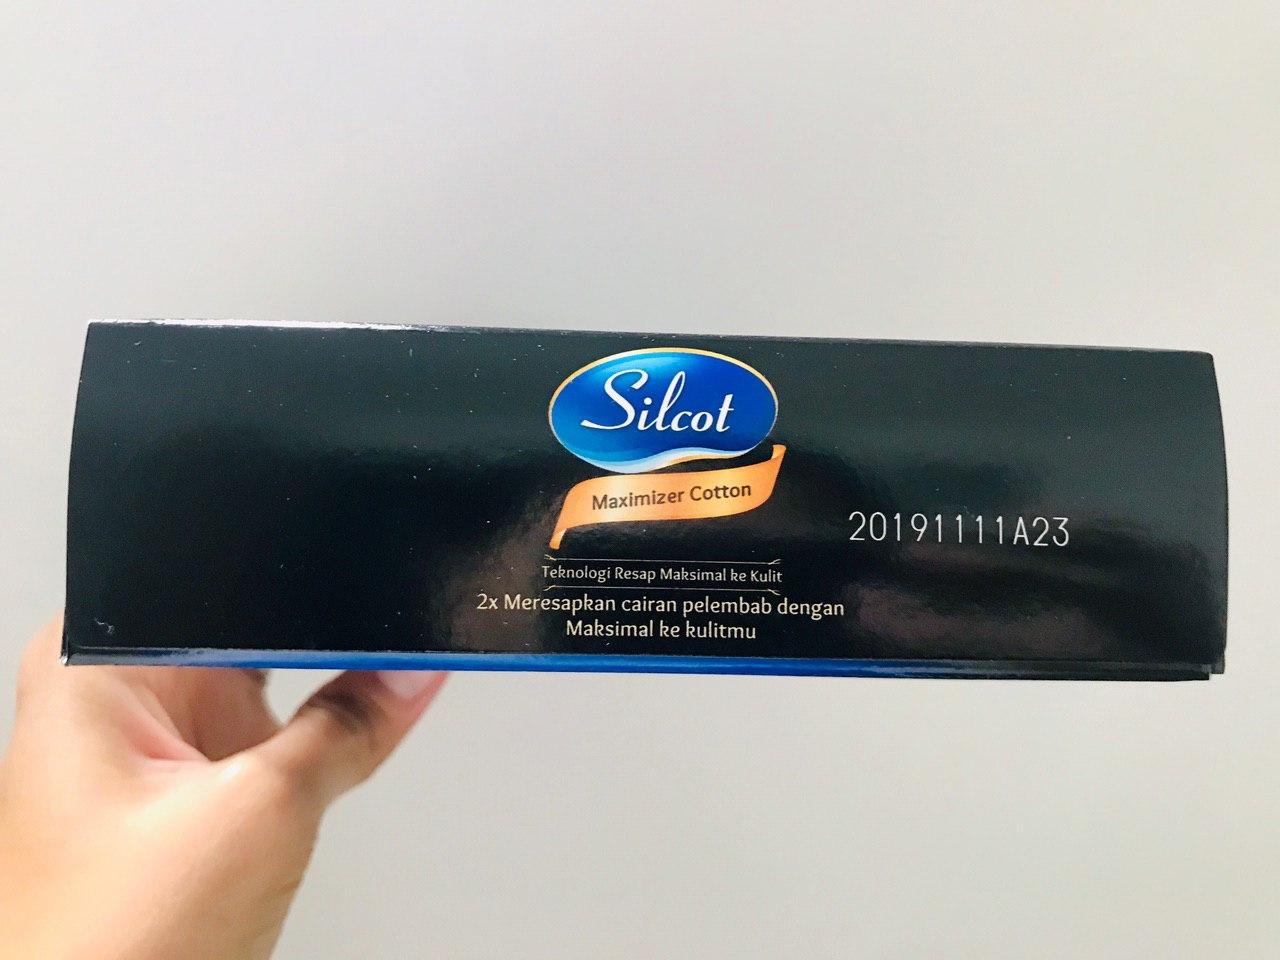 Silcot
Maximizer Cotton
20191111A23
Teknologi Resap Maksimal ke Kulit
2x Meresapkan cairan pelembab dengan
Maksimal ke kulitmu